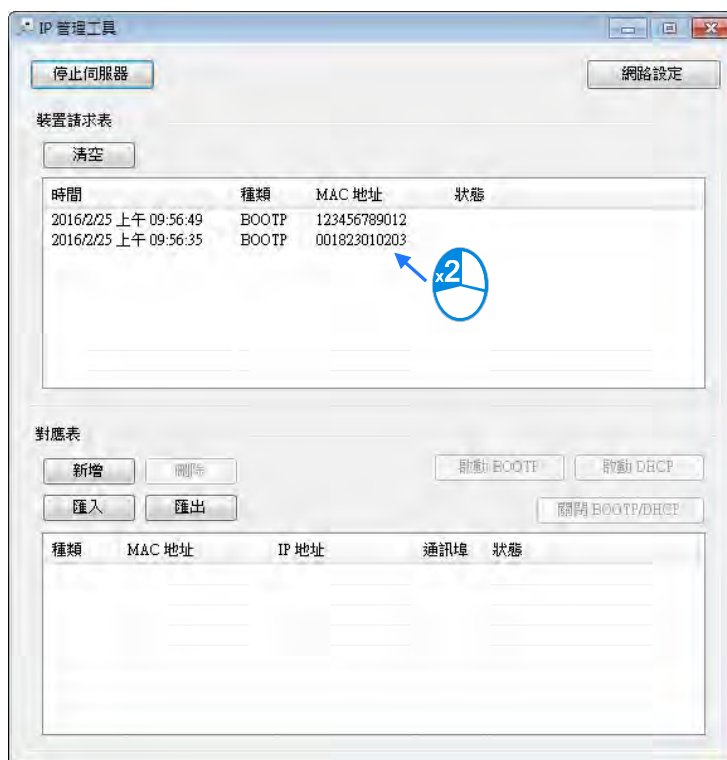 IP 管理工具
停止伺服器 網路設定
裝置請求表
清空
時間 種類 MAC 地址 狀態
2016/2/25 上午 09:56:49 BOOTP 123456789012
2016/2/25 上午 09:56:35 BOOTP 001823010203
x2
對應表
新增 刪除 啟動 BOOTP 啟動 DHCP
匯入 匯出 關閉 BOOTP/DHCP
種類 MAC 地址 IP 地址 通訊埠 狀態